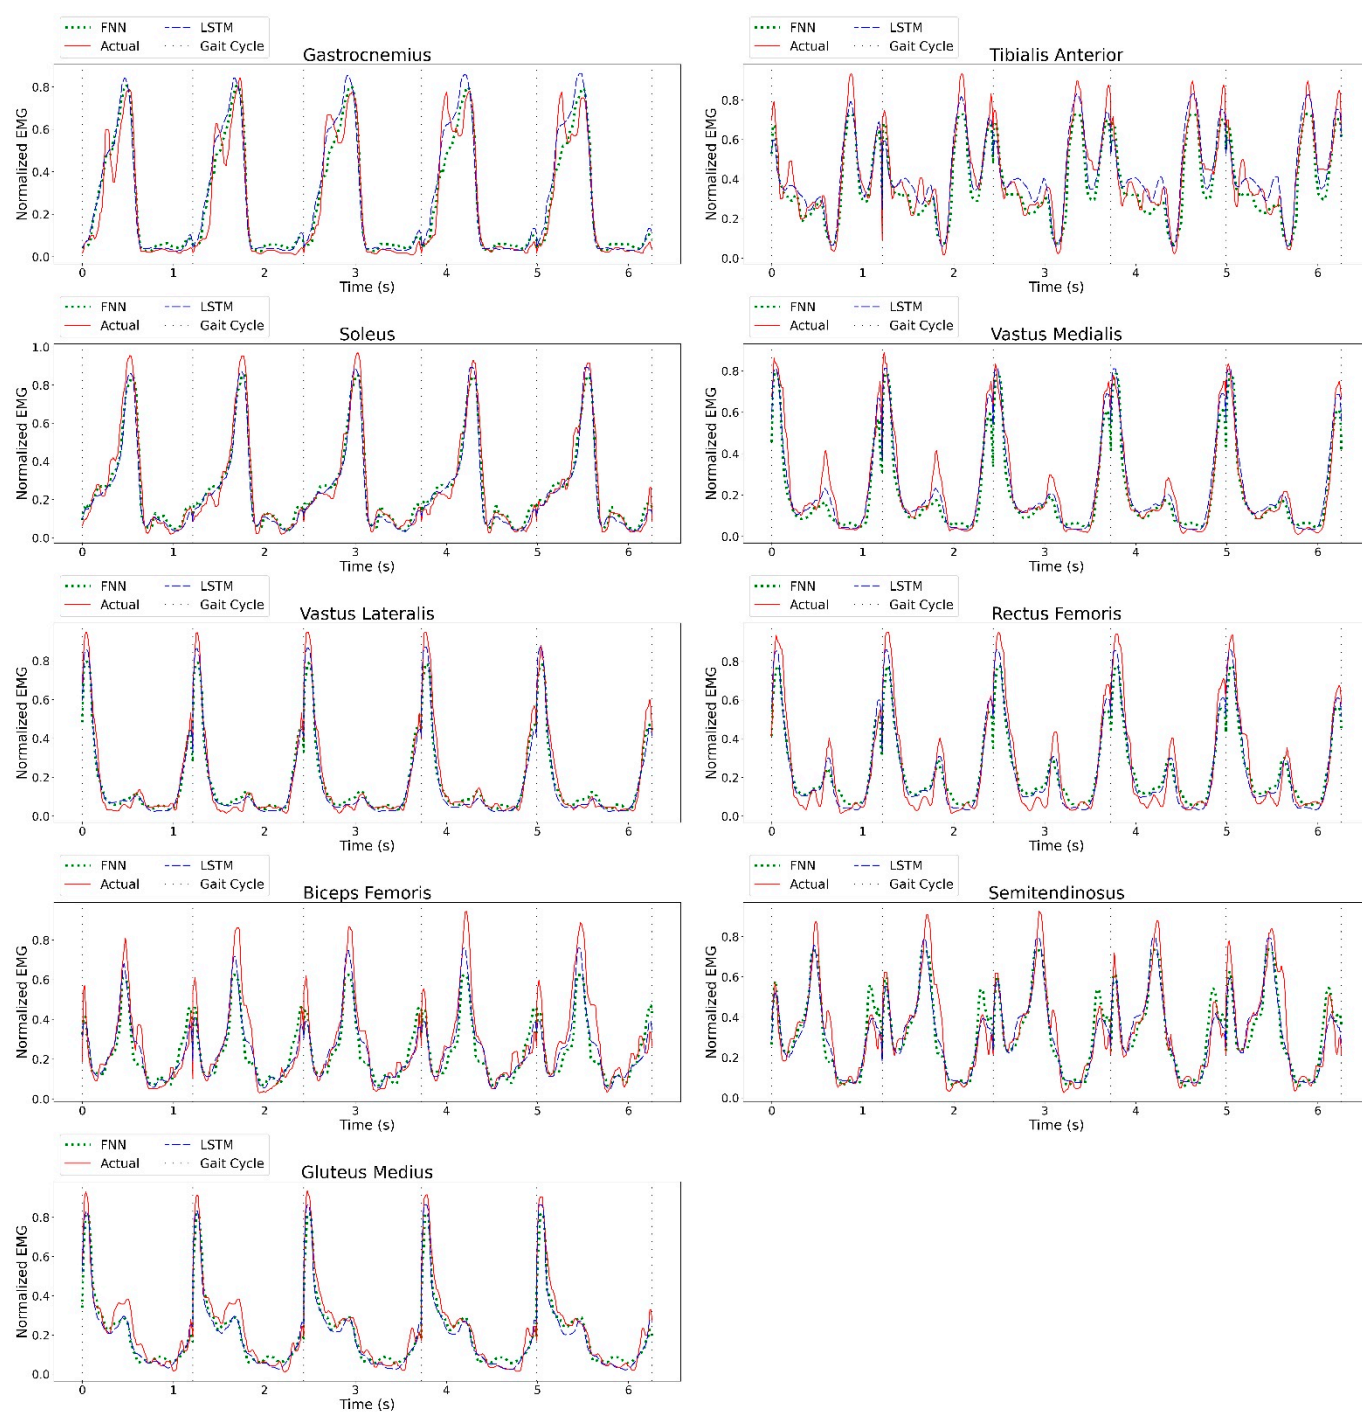 FNN LSTM
Actual Gait Cycle
Gastrocnemius
Normalized EMG
0.8
0.6
0.4
0.2
0.0
0 1 2 3 4 5 6
Time (s)
FNN LSTM
Actual Gait Cycle
Tibialis Anterior
Normalized EMG
0.8
0.6
0.4
0.2
0.0
0 1 2 3 4 5 6
Time (s)
FNN LSTM
Actual Gait Cycle
Soleus
Normalized EMG
1.0
0.8
0.6
0.4
0.2
0.0
0 1 2 3 4 5 6
Time (s)
FNN LSTM
Actual Gait Cycle
Vastus Medialis
Normalized EMG
0.8
0.6
0.4
0.2
0.0
0 1 2 3 4 5 6
Time (s)
FNN LSTM
Actual Gait Cycle
Vastus Lateralis
Normalized EMG
0.8
0.6
0.4
0.2
0.0
0 1 2 3 4 5 6
Time (s)
FNN LSTM
Actual Gait Cycle
Rectus Femoris
Normalized EMG
0.8
0.6
0.4
0.2
0.0
0 1 2 3 4 5 6
Time (s)
FNN LSTM
Actual Gait Cycle
Biceps Femoris
Normalized EMG
0.8
0.6
0.4
0.2
0.0
0 1 2 3 4 5 6
Time (s)
FNN LSTM
Actual Gait Cycle
Semitendinosus
Normalized EMG
0.8
0.6
0.4
0.2
0.0
0 1 2 3 4 5 6
Time (s)
FNN LSTM
Actual Gait Cycle
Gluteus Medius
Normalized EMG
0.8
0.6
0.4
0.2
0.0
0 1 2 3 4 5 6
Time (s)